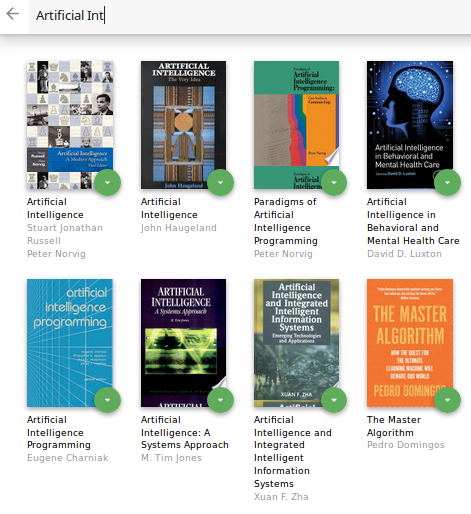 Artificial Int
Artificial Intelligence
A Modern Approach
Third Edition
Russell
Norvig
ARTIFICIAL
INTELLIGENCE
The Very Idea
John Haugeland
Paradigms of
Artificial
Intelligence
Programming:
Case Studies in
Common Lisp
Peter Norvig
Artificial
Artificial Intelligence
in Behavioral and
Mental Health Care
David D. Luxton
Artificial
Intelligence
Stuart Jonathan
Russell
Peter Norvig
Artificial
Intelligence
John Haugeland
Paradigms of
Artificial
Intelligence
Programming
Peter Norvig
Artificial
Intelligence in
Behavioral and
Mental Health Care
David D. Luxton
artificial
intelligence
programming
ARTIFICIAL
INTELLIGENCE
A Systems Approach
M. Tim Jones
ARTIFICIAL
Artificial
Intelligence
and Integrated
Intelligent
Information
Systems
Emerging Technologies
and Applications
XUAN F. ZHA
THE MASTER
ALGORITHM
HOW THE QUEST FOR
THE ULTIMATE
LEARNING MACHINE WILL
REMAKE OUR WORLD
PEDRO DOMINGOS
Artificial
Intelligence
Programming
Eugene Charniak
Artificial
Intelligence: A
Systems Approach
M. Tim Jones
Artificial
Intelligence and
Integrated
Intelligent
Information
Systems
Xuan F. Zha
The Master
Algorithm
Pedro Domingos